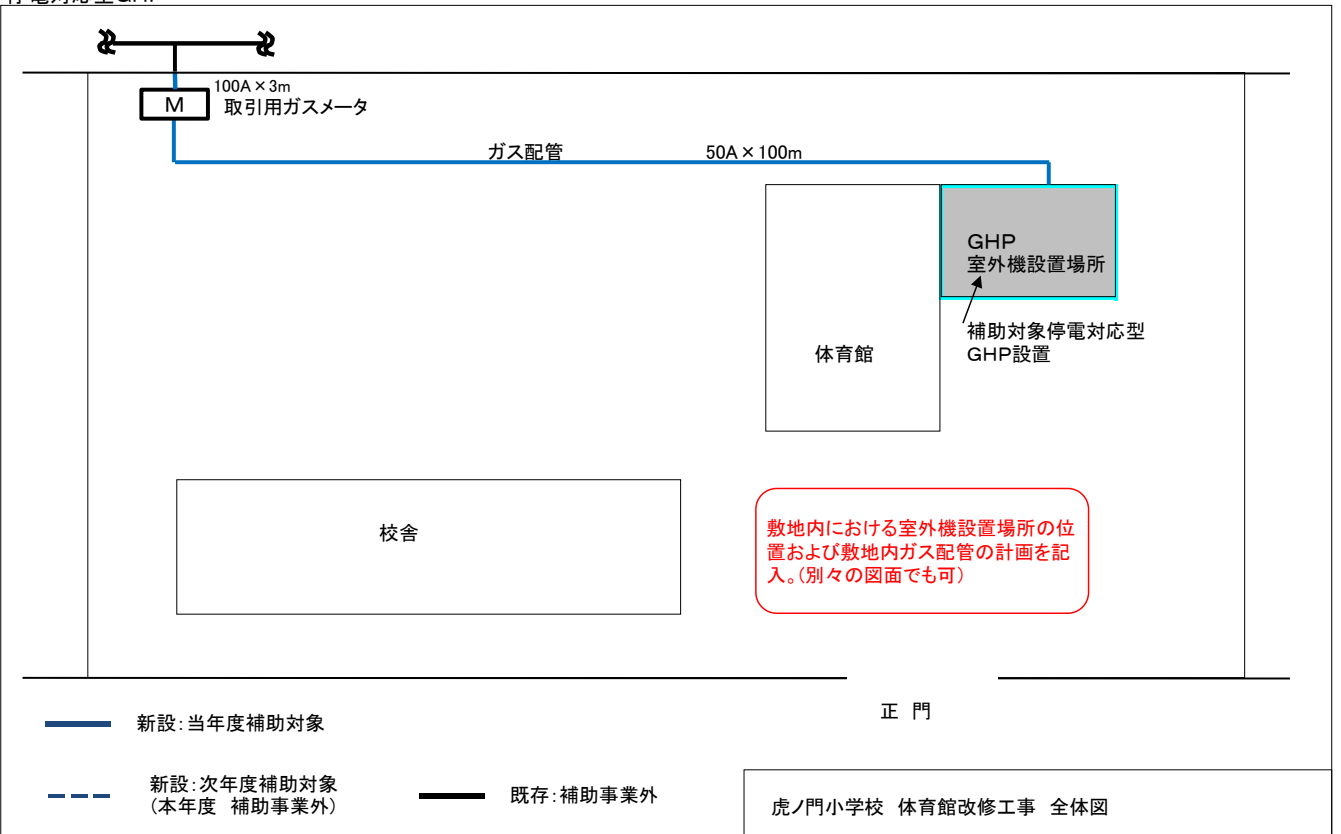 100A×3m
M
取引用ガスメータ
ガス配管
50A×100m
GHP
室外機設置場所
補助対象停電対応型
GHP設置
体育館
校舎
敷地内における室外機設置場所の位
置および敷地内ガス配管の計画を記
入。(別々の図面でも可)
正 門
新設:当年度補助対象
新設:次年度補助対象
(本年度 補助事業外)
既存:補助事業外
虎ノ門小学校 体育館改修工事 全体図